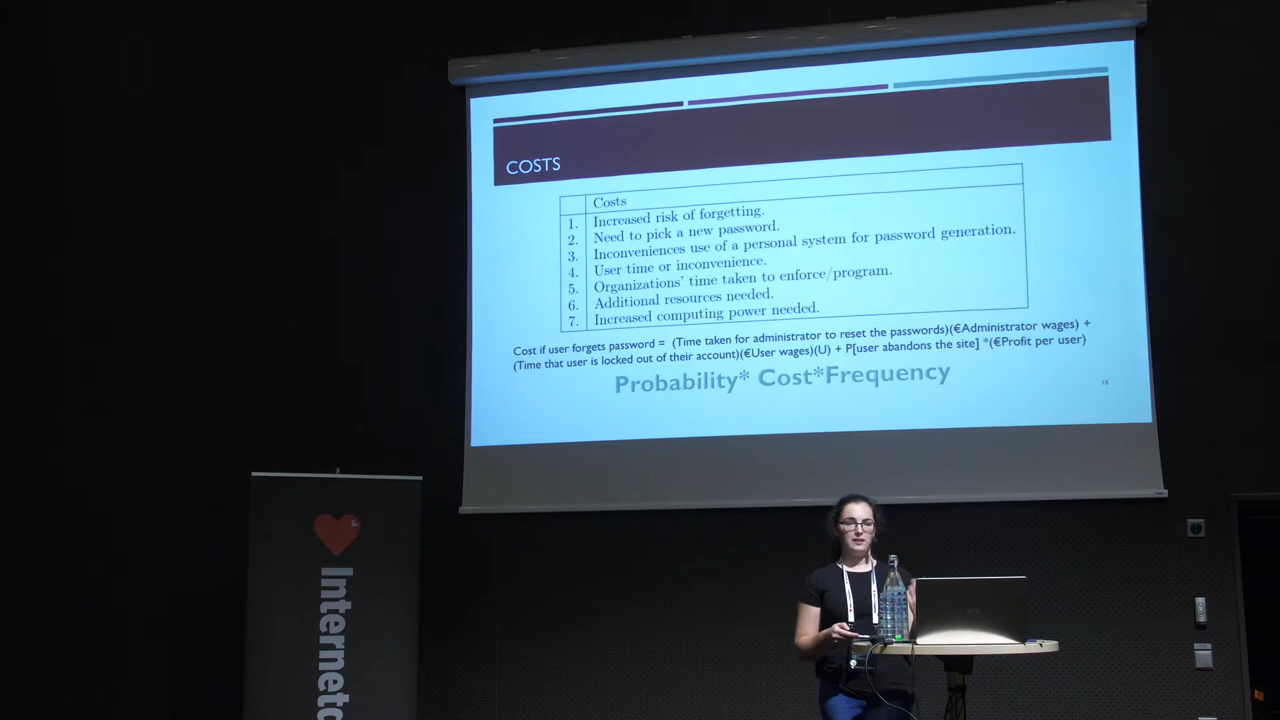 COSTS
Costs
1. Increased risk of forgetting.
2. Need to pick a new password.
3. Inconveniences use of a personal system for password generation.
4. User time or inconvenience.
5. Organizations' time taken to enforce/program.
6. Additional resources needed.
7. Increased computing power needed.
Cost if user forgets password = (Time taken for administrator to reset the passwords)(€Administrator wages) +
(Time that user is locked out of their account)(€User wages)(U) + P[user abandons the site] *(€Profit per user)
Probability* Cost*Frequency
15